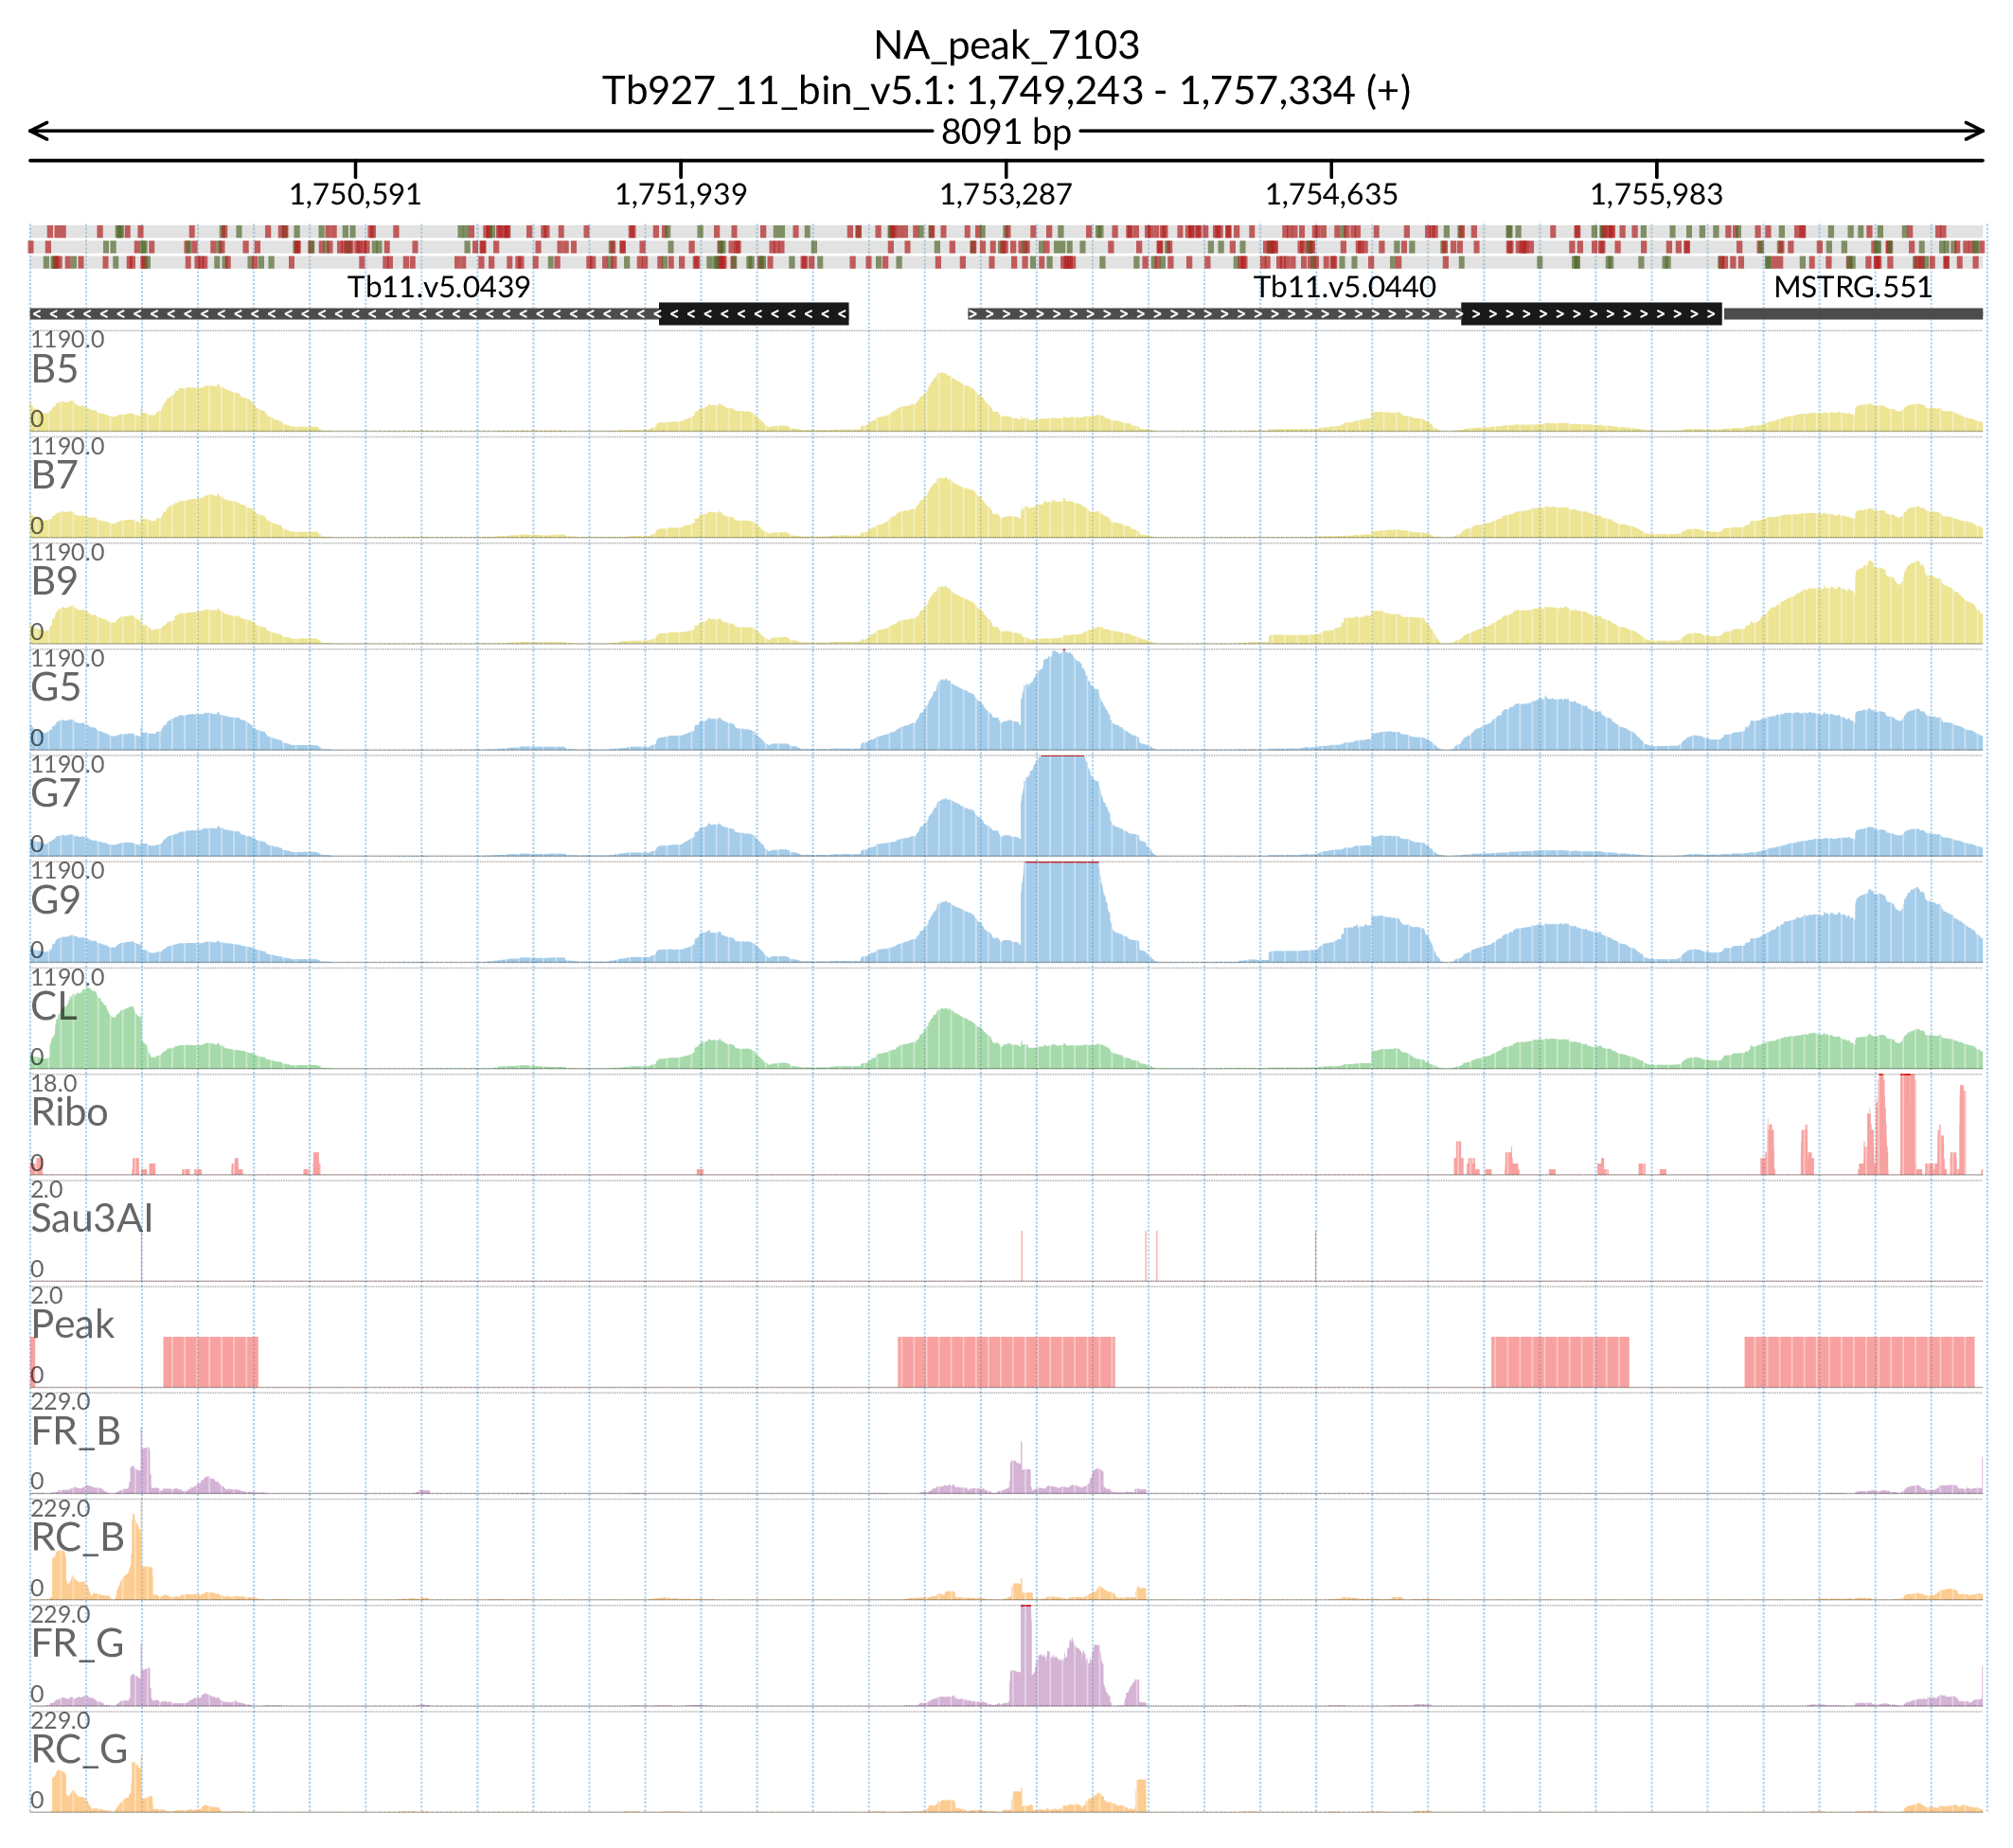 NA_peak_7103
Tb927_11_bin_v5.1: 1,749,243 - 1,757,334 (+)
8091 bp
1,750,591 1,751,939 1,753,287 1,754,635 1,755,983
Tb11.v5.0439 Tb11.v5.0440 MSTRG.551
1190.0
B5
0
1190.0
B7
0
1190.0
B9
0
1190.0
G5
0
1190.0
G7
0
1190.0
G9
0
1190.0
CL
0
18.0
Ribo
0
2.0
Sau3AI
0
2.0
Peak
0
229.0
FR_B
0
229.0
RC_B
0
229.0
FR_G
0
229.0
RC_G
0